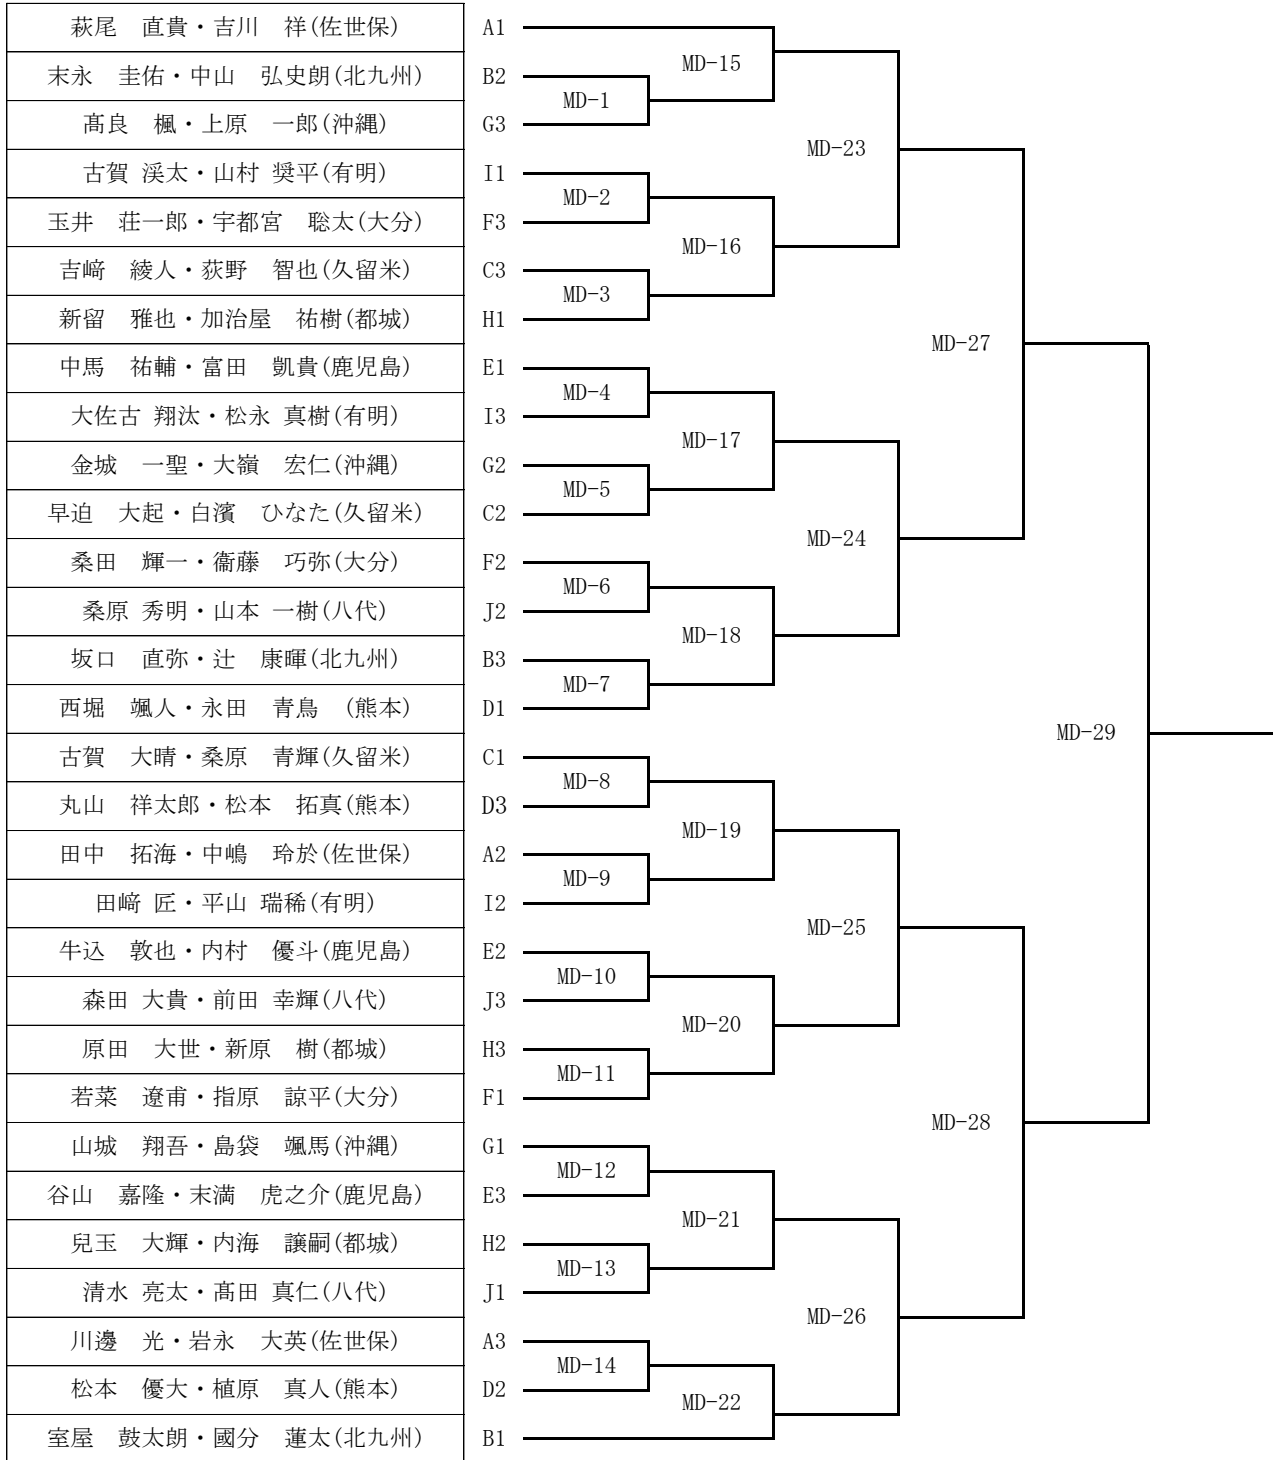 萩尾　直貴・吉川　祥(佐世保) A1
MD-15
末永　圭佑・中山　弘史朗(北九州) B2
MD-1
髙良　楓・上原　一郎(沖縄) G3
MD-23
古賀 渓太・山村 奨平(有明) I1
MD-2
玉井　荘一郎・宇都宮　聡太(大分) F3
MD-16
吉﨑　綾人・荻野　智也(久留米) C3
MD-3
新留　雅也・加治屋　祐樹(都城) H1
MD-27
中馬　祐輔・富田　凱貴(鹿児島) E1
MD-4
大佐古 翔汰・松永 真樹(有明) I3
MD-17
金城　一聖・大嶺　宏仁(沖縄) G2
MD-5
早迫　大起・白濱　ひなた(久留米) C2
MD-24
桑田　輝一・衞藤　巧弥(大分) F2
MD-6
桑原 秀明・山本 一樹(八代) J2
MD-18
坂口　直弥・辻　康暉(北九州) B3
MD-7
西堀　颯人・永田　青鳥　(熊本) D1
MD-29
古賀　大晴・桑原　青輝(久留米) C1
MD-8
丸山　祥太郎・松本　拓真(熊本) D3
MD-19
田中　拓海・中嶋　玲於(佐世保) A2
MD-9
田﨑 匠・平山 瑞稀(有明) I2
MD-25
牛込　敦也・内村　優斗(鹿児島) E2
MD-10
森田 大貴・前田 幸輝(八代) J3
MD-20
原田　大世・新原　樹(都城) H3
MD-11
若菜　遼甫・指原　諒平(大分) F1
MD-28
山城　翔吾・島袋　颯馬(沖縄) G1
MD-12
谷山　嘉隆・末満　虎之介(鹿児島) E3
MD-21
兒玉　大輝・内海　譲嗣(都城) H2
MD-13
清水 亮太・髙田 真仁(八代) J1
MD-26
川邊　光・岩永　大英(佐世保) A3
MD-14
松本　優大・植原　真人(熊本) D2
MD-22
室屋　鼓太朗・國分　蓮太(北九州) B1